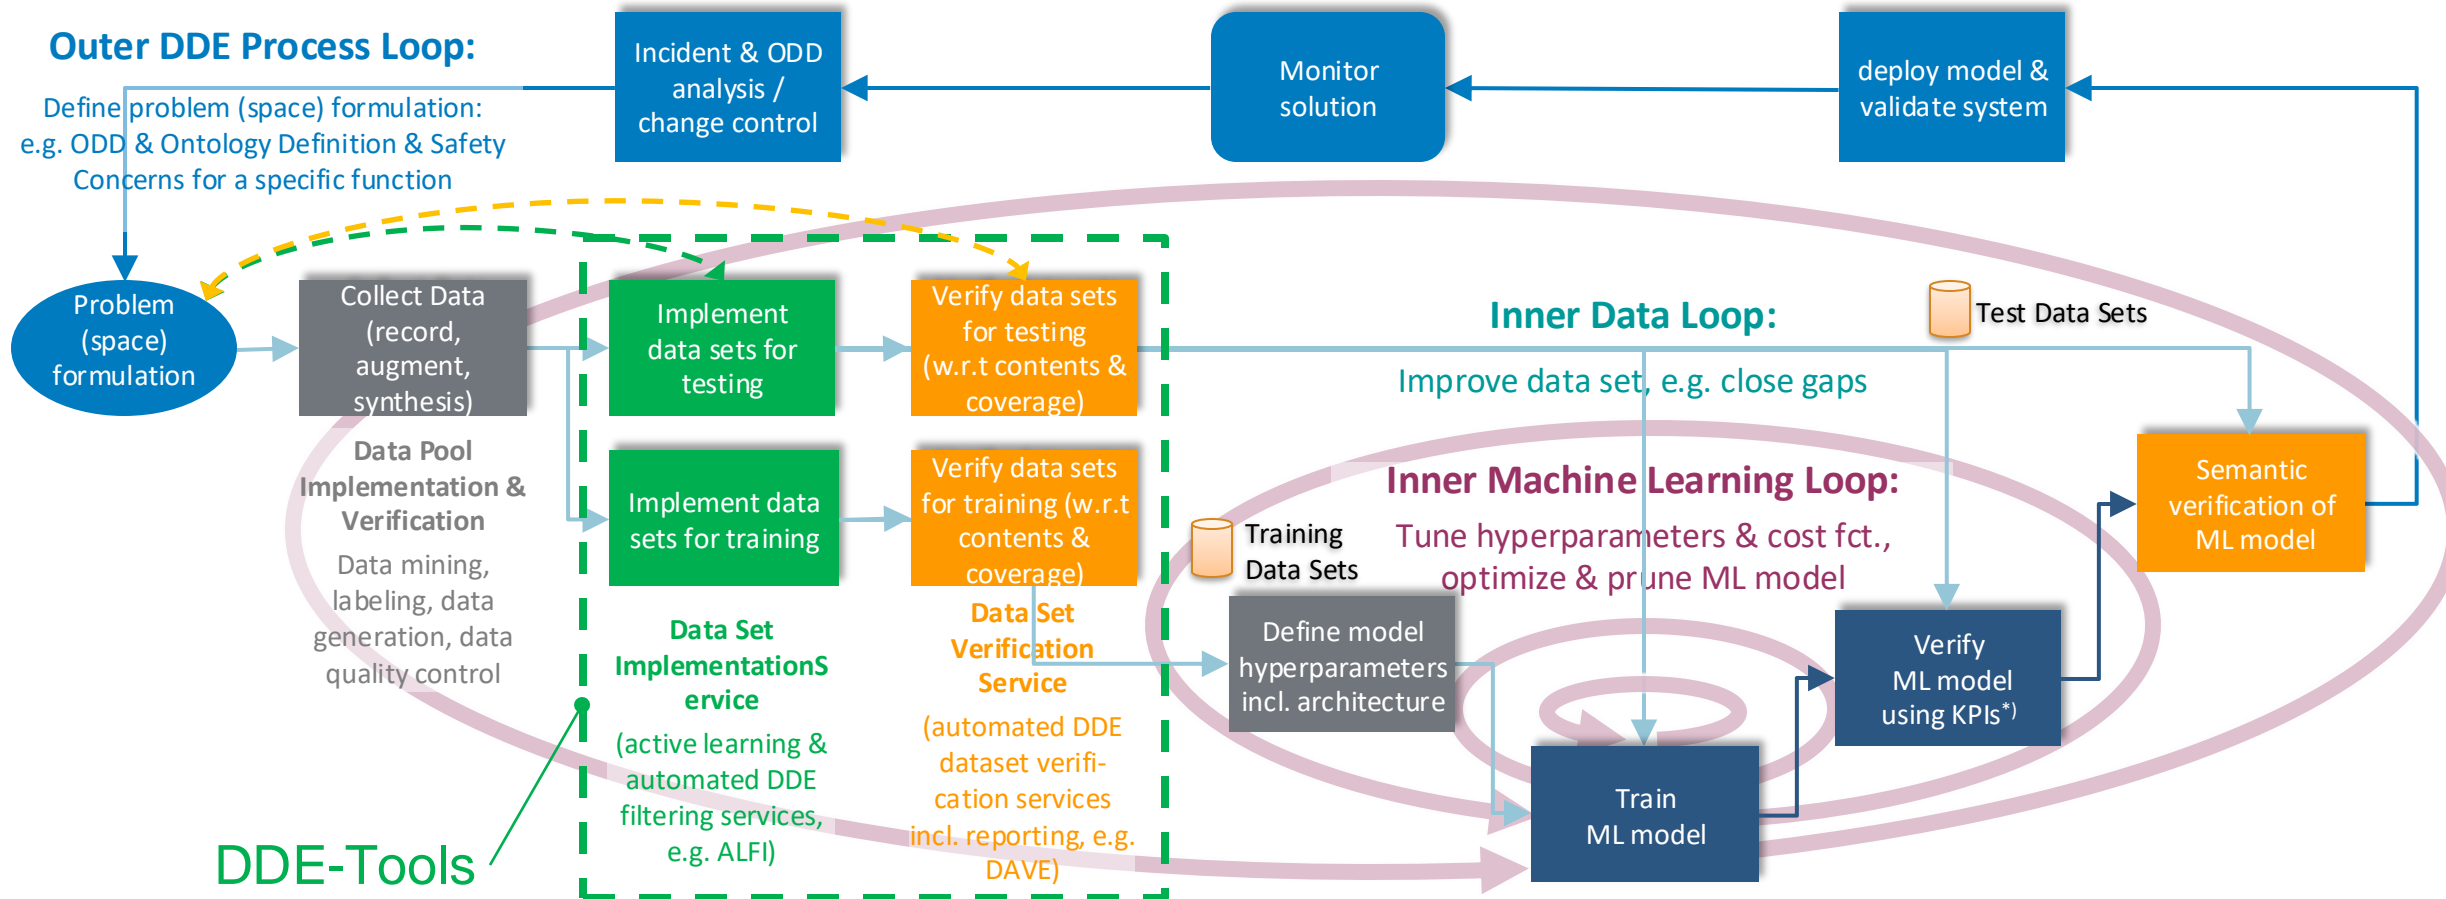 Outer DDE Process Loop:
Define problem (space) formulation:
e.g. ODD & Ontology Definition & Safety
Concerns for a specific function
Incident & ODD
analysis /
change control
Monitor
solution
deploy model &
validate system
Problem
(space)
formulation
Collect Data
(record,
augment,
synthesis)
Data Pool
Implementation &
Verification
Data mining,
labeling, data
generation, data
quality control
Implement
data sets for
testing
Verify data sets
for testing
(w.r.t contents &
coverage)
Implement data
sets for training
Verify data sets
for training (w.r.t
contents &
coverage)
Data Set
ImplementationS
ervice
(active learning &
automated DDE
filtering services,
e.g. ALFI)
Data Set
Verification
Service
(automated DDE
dataset verifi-
cation services
incl. reporting, e.g.
DAVE)
DDE-Tools
Inner Data Loop:
Improve data set, e.g. close gaps
Test Data Sets
Inner Machine Learning Loop:
Tune hyperparameters & cost fct.,
optimize & prune ML model
Training
Data Sets
Define model
hyperparameters
incl. architecture
Train
ML model
Verify
ML model
using KPIs*)
Semantic
verification of
ML model